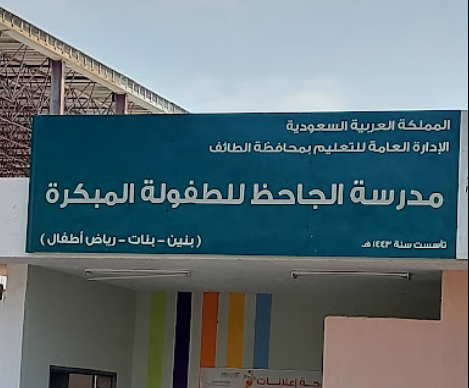 المملكة العربية السعودية
الإدارة العامة للتعليم بمحافظة الطائف
مدرسة الجاحظ للطفولة المبكرة
تأسست سنة ١٤٤٣ هـ
(بنين - بنات - رياض أطفال)
إعلانات